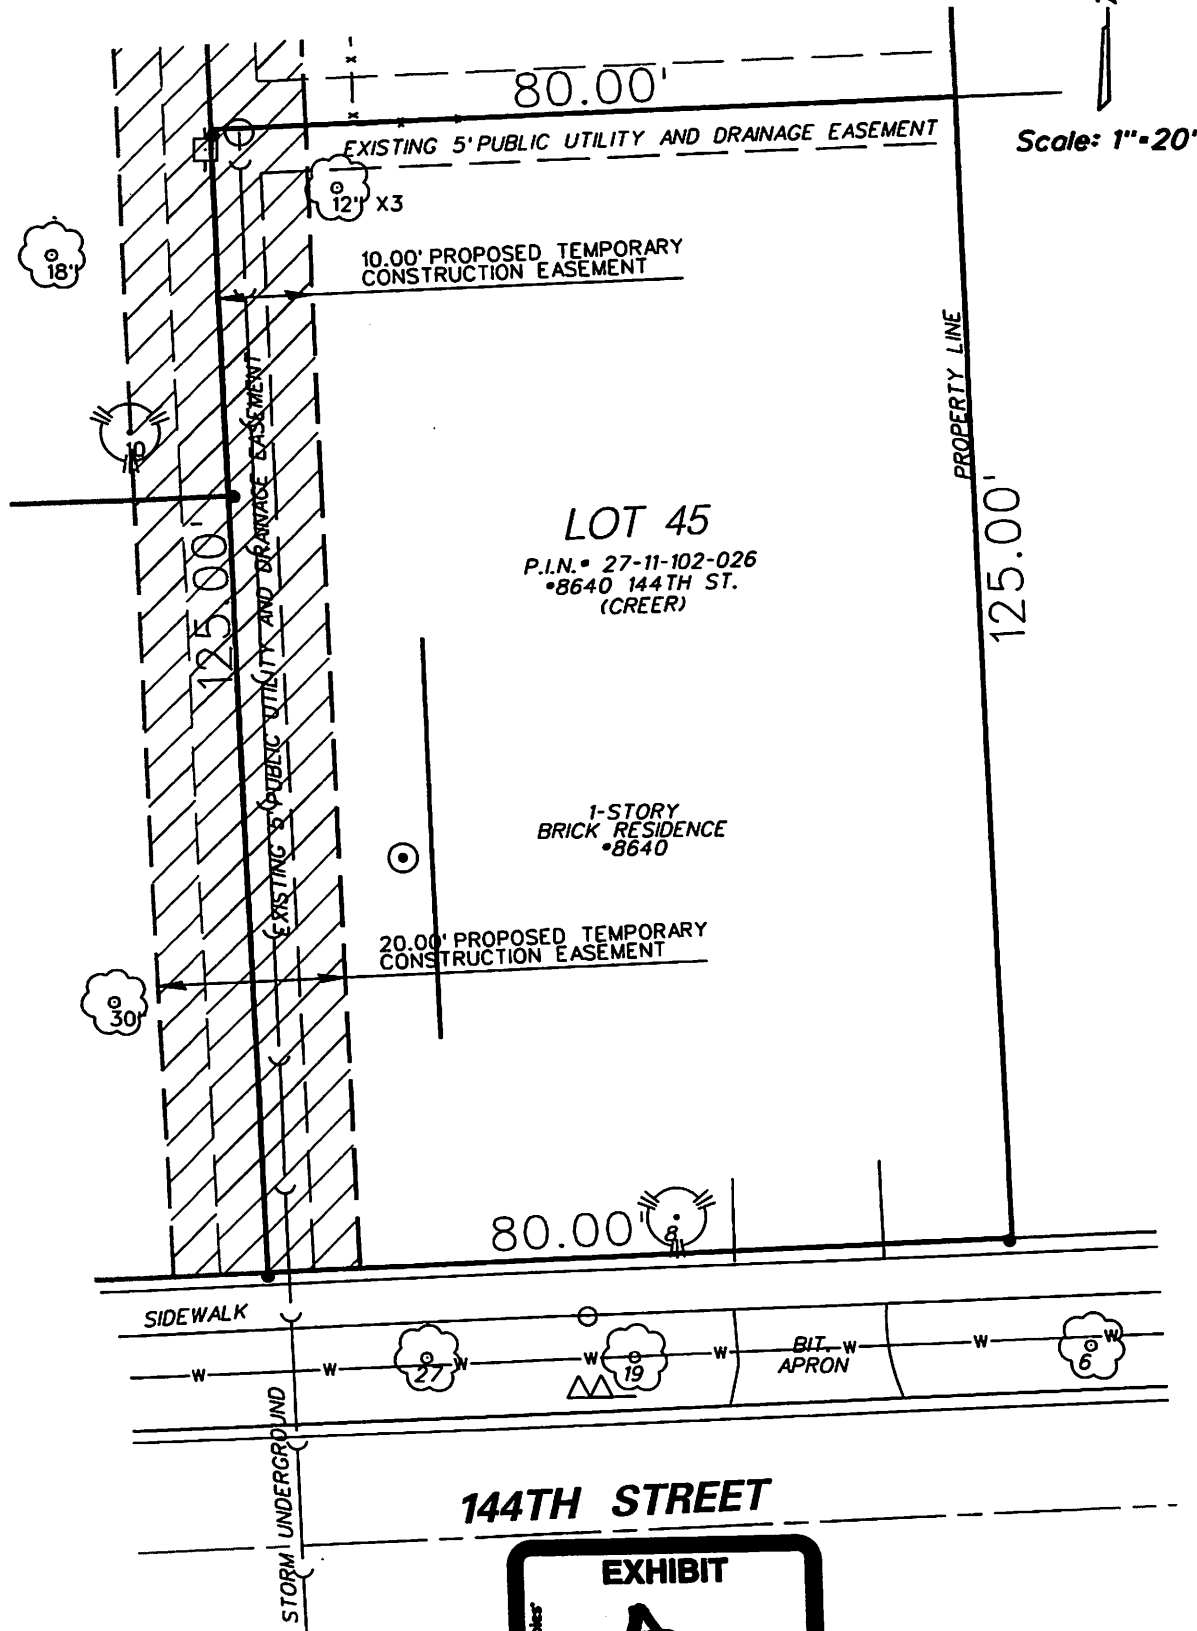 80.00'
EXISTING 5' PUBLIC UTILITY AND DRAINAGE EASEMENT
Scale: 1"=20'
12" X3
18"
10.00' PROPOSED TEMPORARY
CONSTRUCTION EASEMENT
PROPERTY LINE
125.00'
EXISTING 5' PUBLIC UTILITY AND DRAINAGE EASEMENT
125.00'
LOT 45
P.I.N.• 27-11-102-026
•8640 144TH ST.
(CREER)
1-STORY
BRICK RESIDENCE
•8640
20.00' PROPOSED TEMPORARY
CONSTRUCTION EASEMENT
30"
80.00'
8
SIDEWALK
W W W W W W W W
27
19
BIT.
APRON
6
STORM UNDERGROUND
144TH STREET
EXHIBIT
A